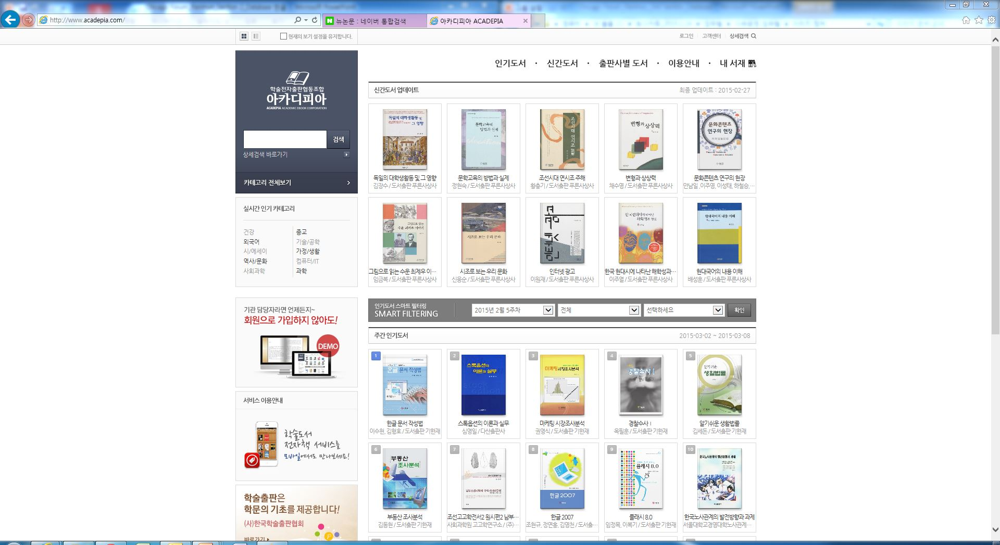 http://www.acadepia.com/
뉴논문 : 네이버 통합검색
아카디피아 ACADEPIA
현재의 보기 설정을 유지합니다.
로그인
고객센터
상세검색
학술전자출판협동조합
아카디피아
ACADEPIA ACADEMIC EBOOK CORPORATION
검색
상세검색 바로가기
카테고리 전체보기
실시간 인기 카테고리
건강
종교
외국어
기술/공학
시/에세이
가정/생활
역사/문화
컴퓨터/IT
사회과학
과학
기관 담당자라면 언제든지~
회원으로 가입하지 않아도!
DEMO
서비스 이용안내
학술도서
전자책 서비스를
모바일에서도 만나보세요!
학술출판은
학문의 기초를 제공합니다!
(사)한국학술출판협회
바로가기
인기도서 · 신간도서 · 출판사별 도서 · 이용안내 · 내 서재
신간도서 업데이트
최종 업데이트 : 2015-02-27
독일의 대학생활동 및 그 영향
김장수 / 도서출판 푸른사상사
문학교육의 방법과 실제
정현숙 / 도서출판 푸른사상사
조선시대 연시조 주해
황충기 / 도서출판 푸른사상사
변형과 상상력
채수영 / 도서출판 푸른사상사
문화콘텐츠 연구의 현장
안남일 ,이주영, 이성태, 하철승,…
그림으로 읽는 수운 최제우 이…
임금복 / 도서출판 푸른사상사
시조로 보는 우리 문화
신웅순 / 도서출판 푸른사상사
인터넷 광고
이원재 / 도서출판 푸른사상사
한국 현대시에 나타난 해학성과…
이주열 / 도서출판 푸른사상사
현대국어의 내용 이해
배성훈 / 도서출판 푸른사상사
인기도서 스마트 필터링
SMART FILTERING
2015년 2월 5주차
전체
선택하세요
확인
주간 인기도서
2015-03-02 ~ 2015-03-08
1
한글 문서 작성법
이수현, 김형호 / 도서출판 기한재
2
스톡옵션의 이론과 실무
심영일 / 다산출판사
3
마케팅 시장조사분석
권영식 / 도서출판 기한재
4
경찰수사 I
옥필훈 / 도서출판 기한재
5
알기쉬운 생활법률
김세돈 / 도서출판 기한재
6
부동산 조사분석
김동현 / 도서출판 기한재
7
조선고고학전서2 원시편2 남부…
사회과학원 고고학연구소 / (주)…
8
한글 2007
조현규, 정연홍, 김영천 / 도서출…
9
플래시 8.0
임정목, 이복기 / 도서출판 기한재
10
한국노사관계의 발전방향과 과제
서울대학교경영대학노사관계…